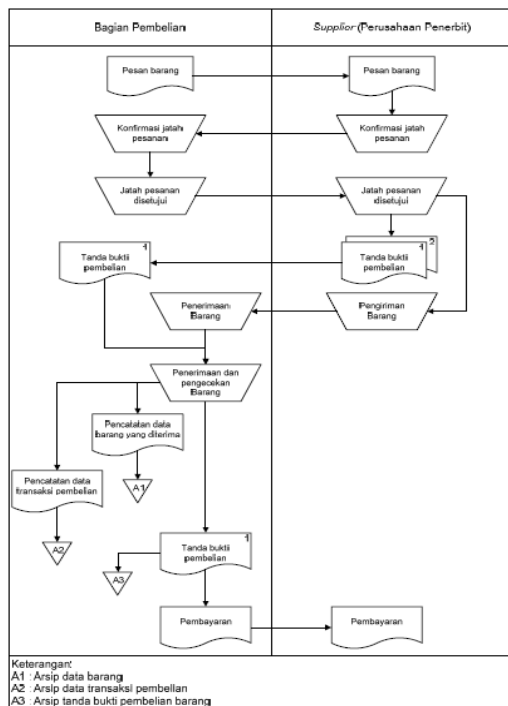 Bagian Pembelian
Supplier (Perusahaan Penerbit)
Pesan barang
Pesan barang
Konfirmasi jatah
pesanan
Konfirmasi jatah
pesanan
Jatah pesanan
disetujui
Jatah pesanan
disetujui
1
Tanda bukti
pembelian
2
1
Tanda bukti
pembelian
Penerimaan
Barang
Pengiriman
Barang
Penerimaan dan
pengecekan
Barang
Pencatatan data
barang yang diterima
Pencatatan data
transaksi pembelian
A1
A2
1
Tanda bukti
pembelian
A3
Pembayaran
Pembayaran
Keterangan:
A1 : Arsip data barang
A2 : Arsip data transaksi pembelian
A3 : Arsip tanda bukti pembelian barang